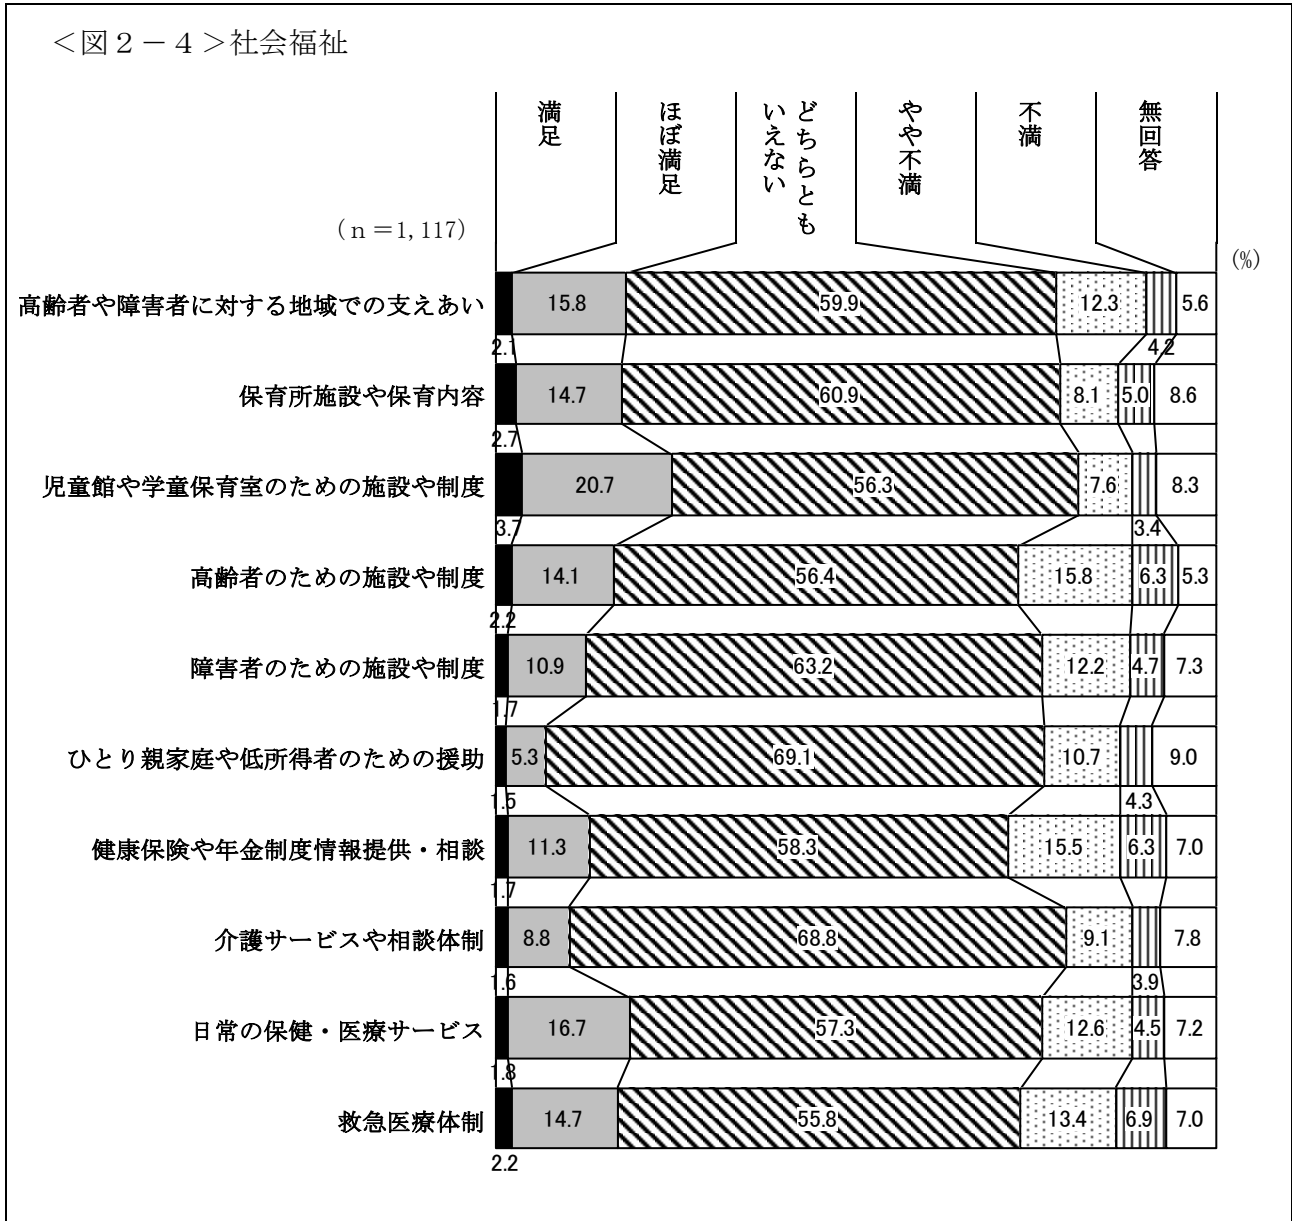 ＜図２－４＞社会福祉
満足
ほぼ満足
どちらとも
いえない
やや不満
不満
無回答
（ｎ＝1,117）
(%)
高齢者や障害者に対する地域での支えあい
15.8 59.9 12.3 5.6
2.1 4.2
保育所施設や保育内容
14.7 60.9 8.1 5.0 8.6
2.7
児童館や学童保育室のための施設や制度
20.7 56.3 7.6 8.3
3.7 3.4
高齢者のための施設や制度
14.1 56.4 15.8 6.3 5.3
2.2
障害者のための施設や制度
10.9 63.2 12.2 4.7 7.3
1.7
ひとり親家庭や低所得者のための援助
5.3 69.1 10.7 9.0
1.5 4.3
健康保険や年金制度情報提供・相談
11.3 58.3 15.5 6.3 7.0
1.7
介護サービスや相談体制
8.8 68.8 9.1 7.8
1.6 3.9
日常の保健・医療サービス
16.7 57.3 12.6 4.5 7.2
1.8
救急医療体制
14.7 55.8 13.4 6.9 7.0
2.2